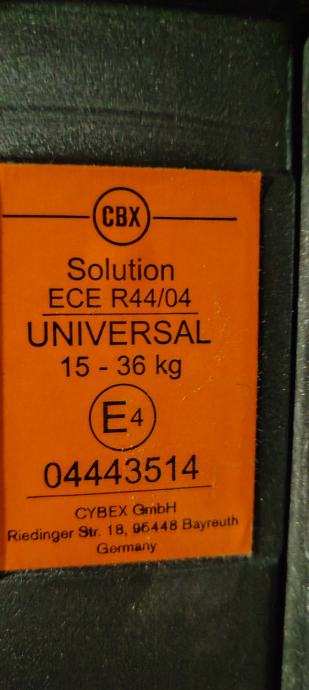 CBX
Solution
ECE R44/04
UNIVERSAL
15 - 36 kg
E4
04443514
CYBEX GmbH
Riedinger Str. 18, 95448 Bayreuth
Germany